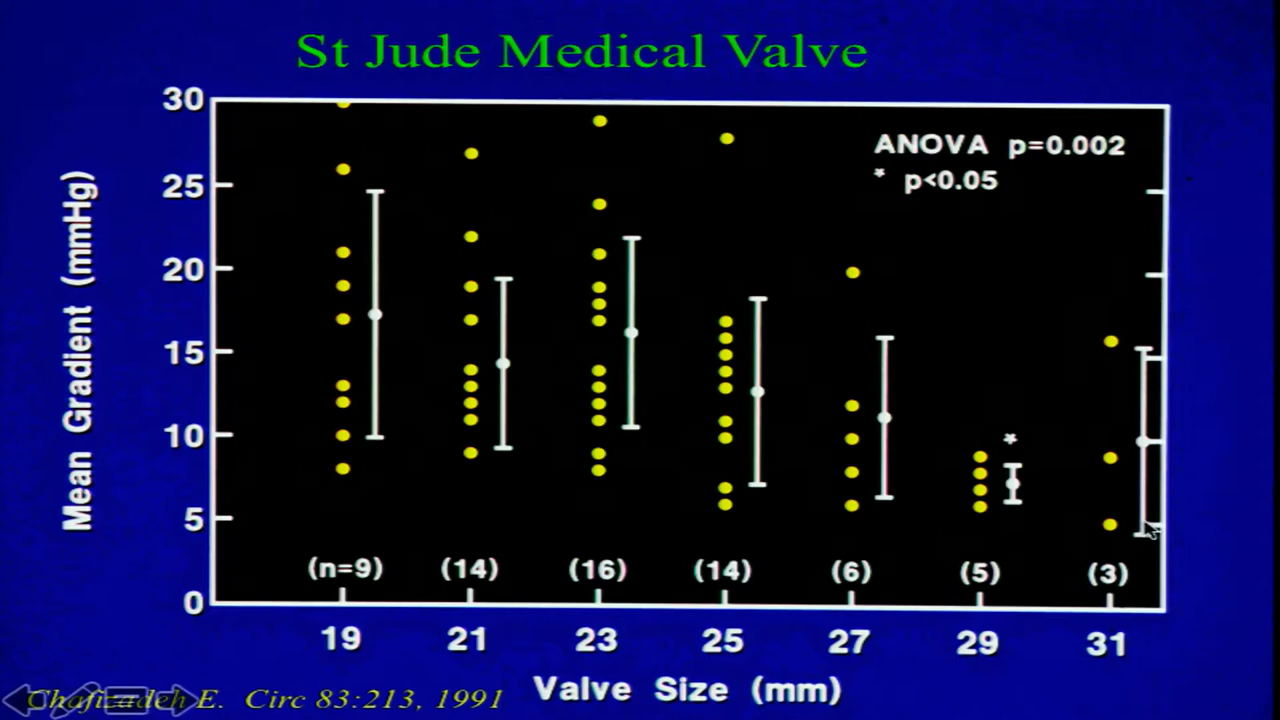 St Jude Medical Valve
30
25
20
15
10
5
0
Mean Gradient (mmHg)
ANOVA p=0.002
* p<0.05
*
(n=9) (14) (16) (14) (6) (5) (3)
19 21 23 25 27 29 31
Valve Size (mm)
Chafizadeh E. Circ 83:213, 1991